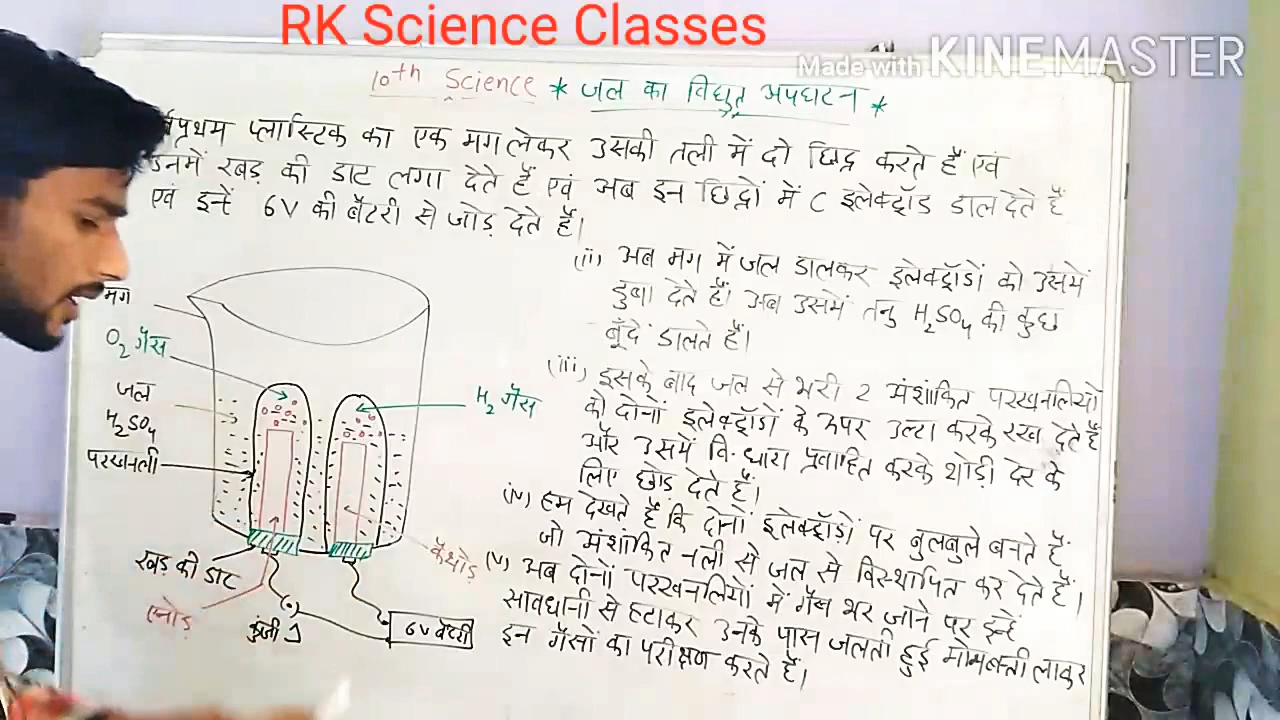 RK Science Classes
Made with KINEMASTER
10th Science * जल का विद्युत अपघटन *
प्लास्टिक का एक मग लेकर उसकी तली में दो छिद्र करते हैं एवं
उनमें रबड़ की डाट लगा देते हैं एवं अब इन छिद्रों में C इलेक्ट्रॉड डाल देते हैं
एवं इन्हें 6V की बैटरी से जोड़ देते हैं।
(ii) अब मग में जल डालकर इलेक्ट्रॉडों को उसमें
डुबा देते हैं। अब उसमें तनु H₂SO₄ की कुछ
बूँदें डालते हैं।
(iii) इसके बाद जल से भरी 2 मंशांकित परखनलियों
को दोनों इलेक्ट्रॉडों के ऊपर उल्टा करके रख देते हैं
और उसमें वि. धारा प्रवाहित करके थोड़ी देर के
लिए छोड़ देते हैं।
(iv) हम देखते हैं कि दोनों इलेक्ट्रॉडों पर बुलबुले बनते हैं
जो मंशांकित नली से जल से विस्थापित कर देते हैं।
(v) अब दोनों परखनलियों में गैस भर जाने पर इन्हें
सावधानी से हटाकर उनके पास जलती हुई मोमबत्ती लाकर
इन गैसों का परीक्षण करते हैं।
मग
O₂ गैस
जल
H₂SO₄
परखनली
H₂ गैस
कैथोड़
रबड़ की डाट
एनोड़
कुंजी
6V बैटरी